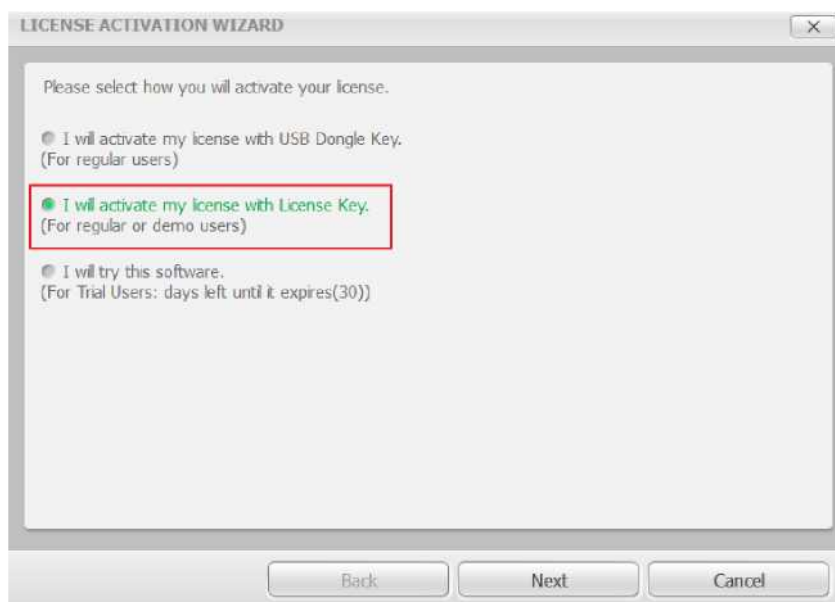 LICENSE ACTIVATION WIZARD
Please select how you will activate your license.
I will activate my license with USB Dongle Key.
(For regular users)
I will activate my license with License Key.
(For regular or demo users)
I will try this software.
(For Trial Users: days left until it expires(30))
Back Next Cancel